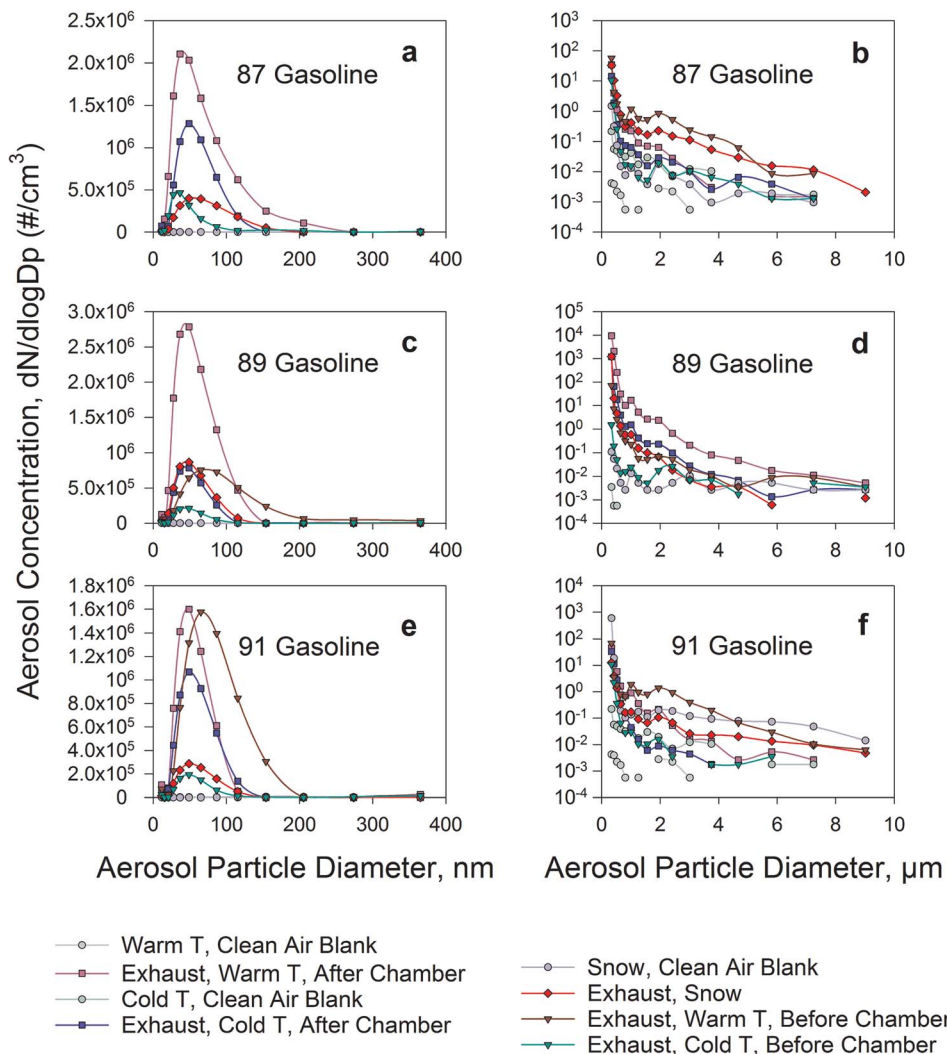 Aerosol Concentration, dN/dlogDp (#/cm³)
a
87 Gasoline
2.5x10⁶
2.0x10⁶
1.5x10⁶
1.0x10⁶
5.0x10⁵
0
0 100 200 300 400
b
87 Gasoline
10³
10²
10¹
10⁰
10⁻¹
10⁻²
10⁻³
10⁻⁴
0 2 4 6 8 10
c
89 Gasoline
3.0x10⁶
2.5x10⁶
2.0x10⁶
1.5x10⁶
1.0x10⁶
5.0x10⁵
0
0 100 200 300 400
d
89 Gasoline
10⁵
10⁴
10³
10²
10¹
10⁰
10⁻¹
10⁻²
10⁻³
10⁻⁴
0 2 4 6 8 10
e
91 Gasoline
1.8x10⁶
1.6x10⁶
1.4x10⁶
1.2x10⁶
1.0x10⁶
8.0x10⁵
6.0x10⁵
4.0x10⁵
2.0x10⁵
0
0 100 200 300 400
f
91 Gasoline
10⁴
10³
10²
10¹
10⁰
10⁻¹
10⁻²
10⁻³
10⁻⁴
0 2 4 6 8 10
Aerosol Particle Diameter, nm
Aerosol Particle Diameter, µm
Warm T, Clean Air Blank
Exhaust, Warm T, After Chamber
Cold T, Clean Air Blank
Exhaust, Cold T, After Chamber
Snow, Clean Air Blank
Exhaust, Snow
Exhaust, Warm T, Before Chamber
Exhaust, Cold T, Before Chamber